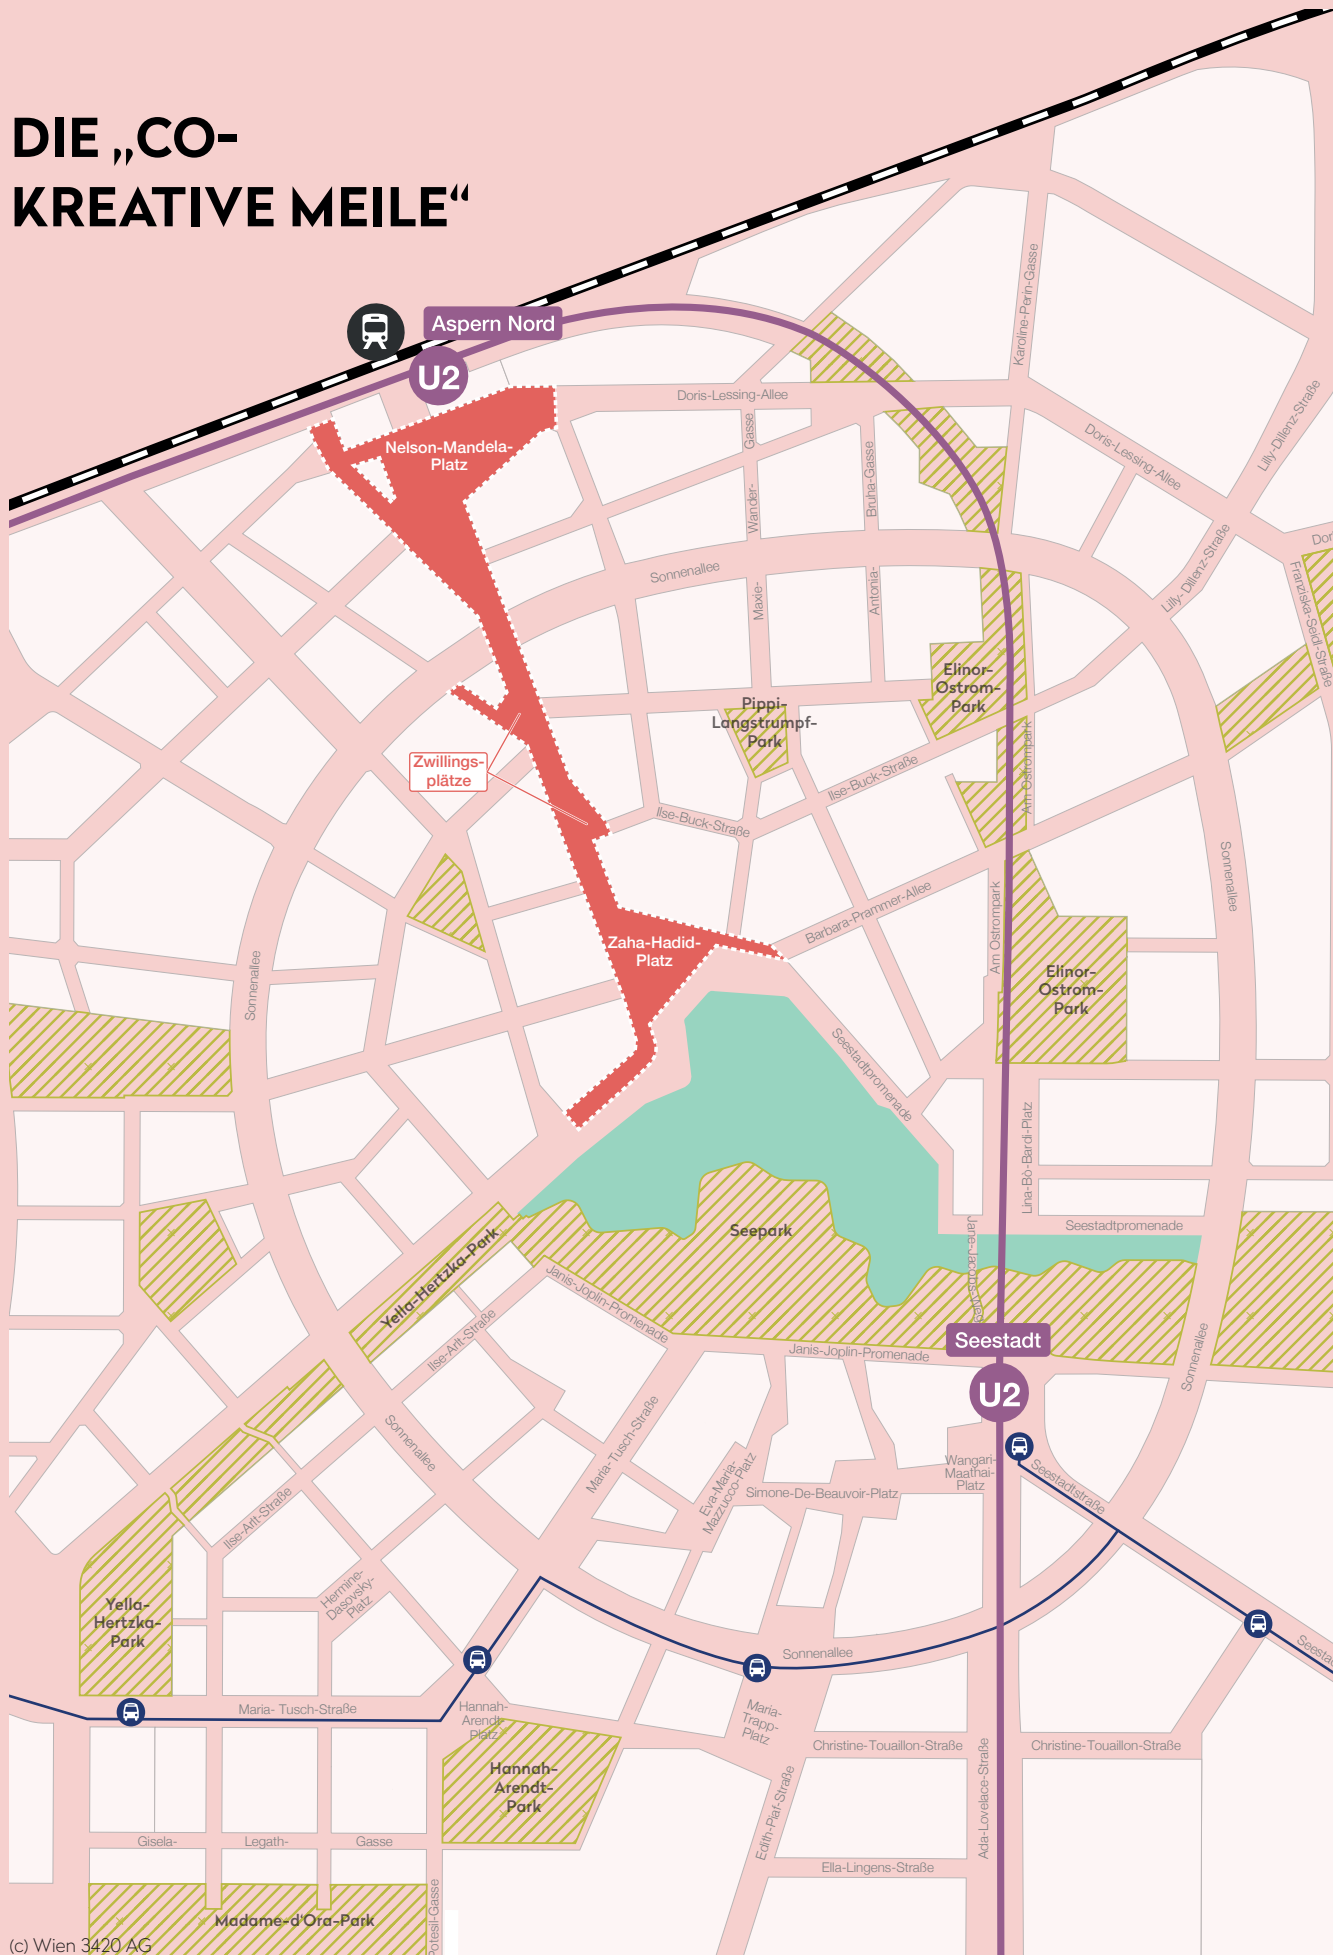 DIE „CO-
KREATIVE MEILE“
Aspern Nord
U2
Nelson-Mandela-
Platz
Doris-Lessing-Allee
Karoline-Perin-Gasse
Lilly-Dillenz-Straße
Doris-Lessing-Allee
Gasse
Wander-
Maxie-
Bruha-Gasse
Antonia-
Sonnenallee
Lilly-Dillenz-Straße
Franziska-Seidl-Straße
Dor
Elinor-
Ostrom-
Park
Pippi-
Langstrumpf-
Park
Zwillings-
plätze
Am Ostrompark
Ilse-Buck-Straße
Ilse-Buck-Straße
Sonnenallee
Barbara-Prammer-Allee
Am Ostrompark
Zaha-Hadid-
Platz
Elinor-
Ostrom-
Park
Sonnenallee
Seestadtpromenade
Lina-Bo-Bardi-Platz
Seestadtpromenade
Seepark
Jane-Jacobs-Weg
Yella-Hertzka-Park
Janis-Joplin-Promenade
Ilse-Arlt-Straße
Seestadt
U2
Janis-Joplin-Promenade
Sonnenallee
Sonnenallee
Maria-Tusch-Straße
Eva-Maria-
Mazzucco-Platz
Simone-De-Beauvoir-Platz
Wangari-
Maathai-
Platz
Seestadtstraße
Ilse-Arlt-Straße
Hermine-
Dasovsky-
Platz
Yella-
Hertzka-
Park
Sonnenallee
Seestad
Maria- Tusch-Straße
Hannah-
Arendt-
Platz
Maria-
Trapp-
Platz
Christine-Touaillon-Straße
Christine-Touaillon-Straße
Hannah-
Arendt-
Park
Edith-Piaf-Straße
Ada-Lovelace-Straße
Gisela-
Legath-
Gasse
Ella-Lingens-Straße
Potesil-Gasse
Madame-d'Ora-Park
(c) Wien 3420 AG